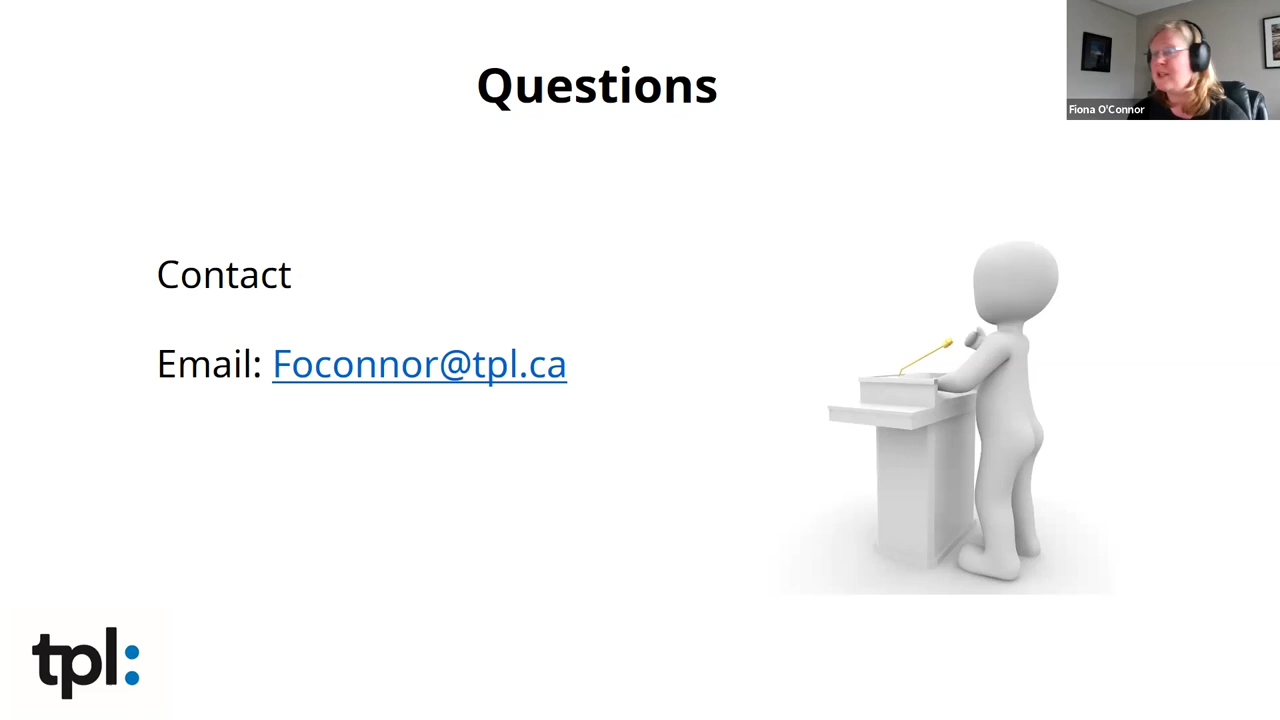 Questions
Fiona O'Connor
Contact
Email: Foconnor@tpl.ca
tpl: